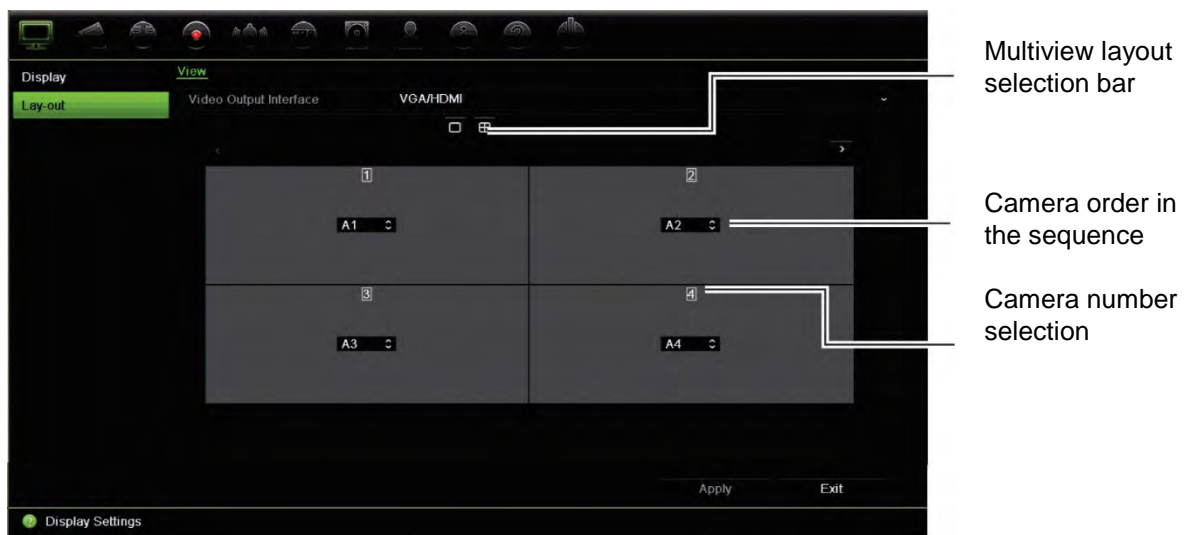 Display
View
Lay-out
Video Output Interface
VGA/HDMI
1
2
A1
A2
3
4
A3
A4
Apply
Exit
Display Settings
Multiview layout
selection bar
Camera order in
the sequence
Camera number
selection